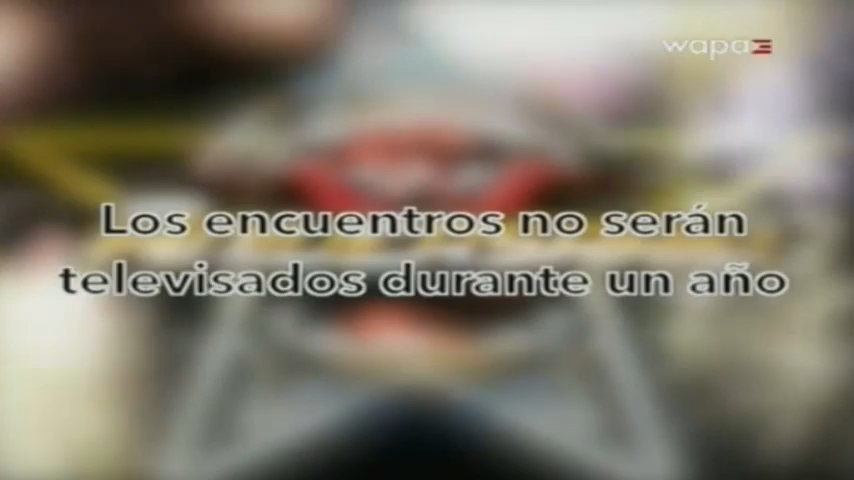 wapa
Los encuentros no serán
televisados durante un año